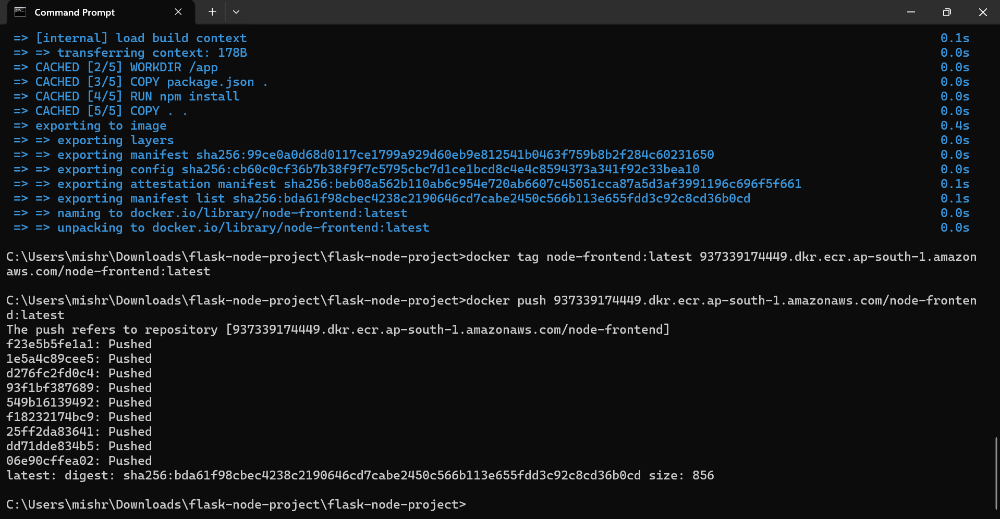 Command Prompt
=> [internal] load build context 0.1s
=> => transferring context: 178B 0.0s
=> CACHED [2/5] WORKDIR /app 0.0s
=> CACHED [3/5] COPY package.json . 0.0s
=> CACHED [4/5] RUN npm install 0.0s
=> CACHED [5/5] COPY . . 0.0s
=> exporting to image 0.4s
=> => exporting layers 0.0s
=> => exporting manifest sha256:99ce0a0d68d0117ce1799a929d60eb9e812541b0463f759b8b2f284c60231650 0.0s
=> => exporting config sha256:cb60c0cf36b7b38f9f7c5795cbc7d1ce1bcd8c4e4c8594373a341f92c33bea10 0.0s
=> => exporting attestation manifest sha256:beb08a562b110ab6c954e720ab6607c45051cca87a5d3af3991196c696f5f661 0.1s
=> => exporting manifest list sha256:bda61f98cbec4238c2190646cd7cabe2450c566b113e655fdd3c92c8cd36b0cd 0.1s
=> => naming to docker.io/library/node-frontend:latest 0.0s
=> => unpacking to docker.io/library/node-frontend:latest 0.0s
C:\Users\mishr\Downloads\flask-node-project\flask-node-project>docker tag node-frontend:latest 937339174449.dkr.ecr.ap-south-1.amazon
aws.com/node-frontend:latest
C:\Users\mishr\Downloads\flask-node-project\flask-node-project>docker push 937339174449.dkr.ecr.ap-south-1.amazonaws.com/node-fronten
d:latest
The push refers to repository [937339174449.dkr.ecr.ap-south-1.amazonaws.com/node-frontend]
f23e5b5fe1a1: Pushed
1e5a4c89cee5: Pushed
d276fc2fd0c4: Pushed
93f1bf387689: Pushed
549b16139492: Pushed
f18232174bc9: Pushed
25ff2da83641: Pushed
dd71dde834b5: Pushed
06e90cffea02: Pushed
latest: digest: sha256:bda61f98cbec4238c2190646cd7cabe2450c566b113e655fdd3c92c8cd36b0cd size: 856
C:\Users\mishr\Downloads\flask-node-project\flask-node-project>